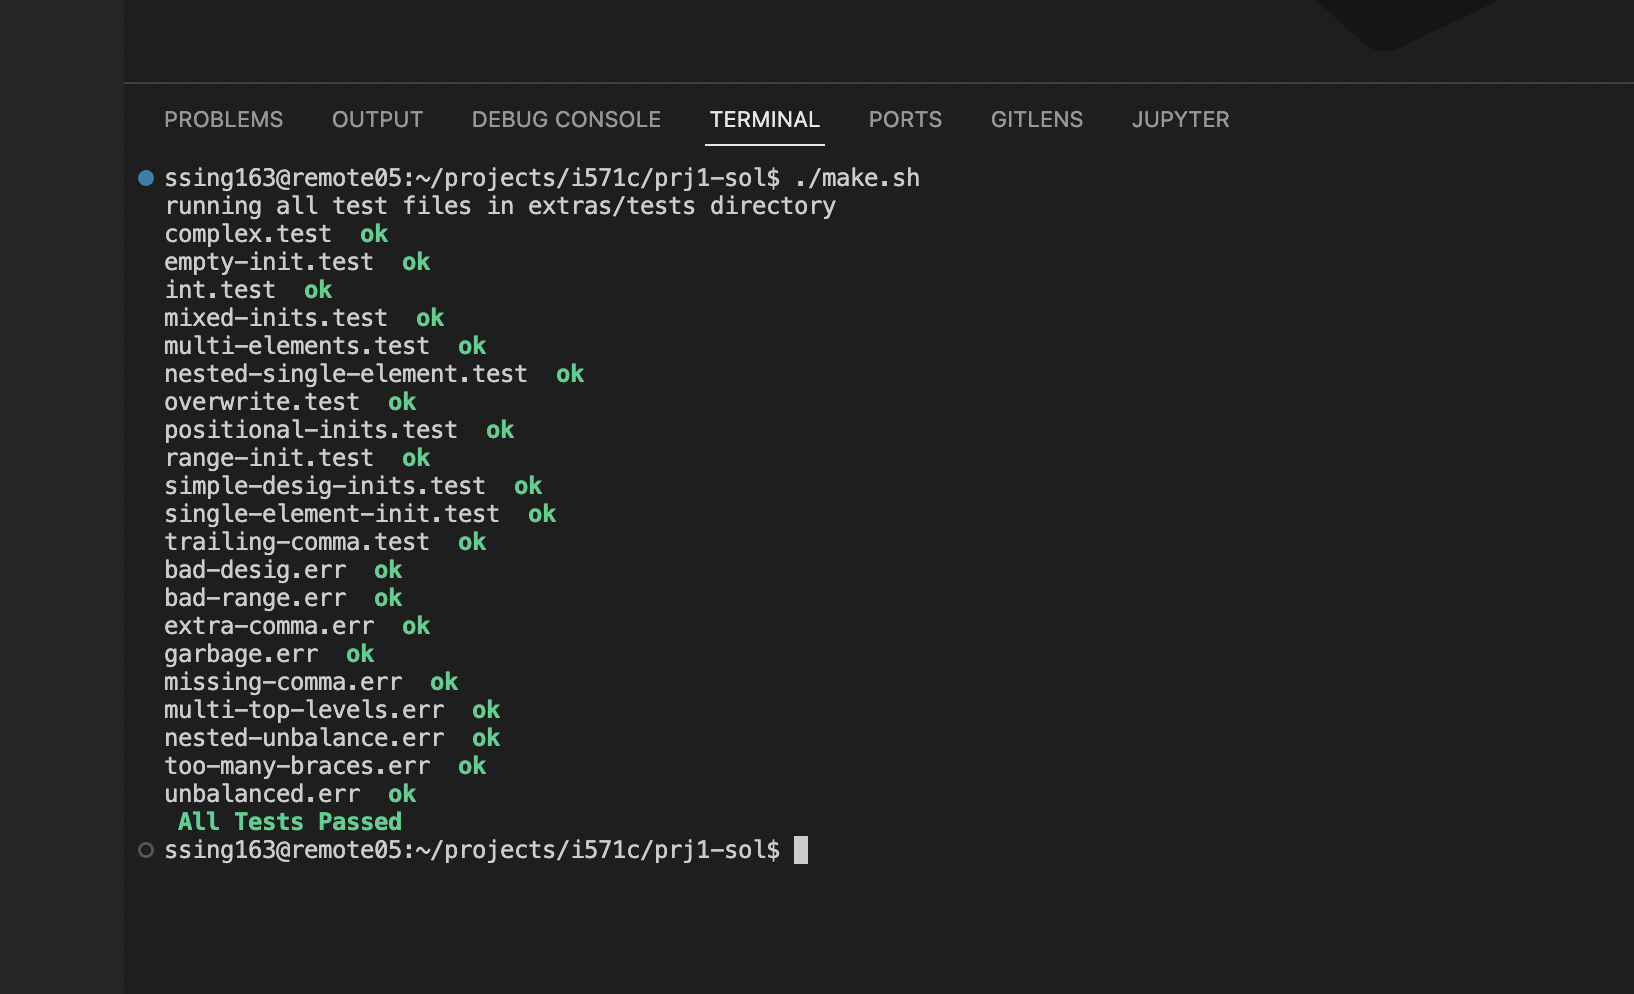 PROBLEMS OUTPUT DEBUG CONSOLE TERMINAL PORTS GITLENS JUPYTER
ssing163@remote05:~/projects/i571c/prj1-sol$ ./make.sh
running all test files in extras/tests directory
complex.test  ok
empty-init.test  ok
int.test  ok
mixed-inits.test  ok
multi-elements.test  ok
nested-single-element.test  ok
overwrite.test  ok
positional-inits.test  ok
range-init.test  ok
simple-desig-inits.test  ok
single-element-init.test  ok
trailing-comma.test  ok
bad-desig.err  ok
bad-range.err  ok
extra-comma.err  ok
garbage.err  ok
missing-comma.err  ok
multi-top-levels.err  ok
nested-unbalance.err  ok
too-many-braces.err  ok
unbalanced.err  ok
All Tests Passed
ssing163@remote05:~/projects/i571c/prj1-sol$